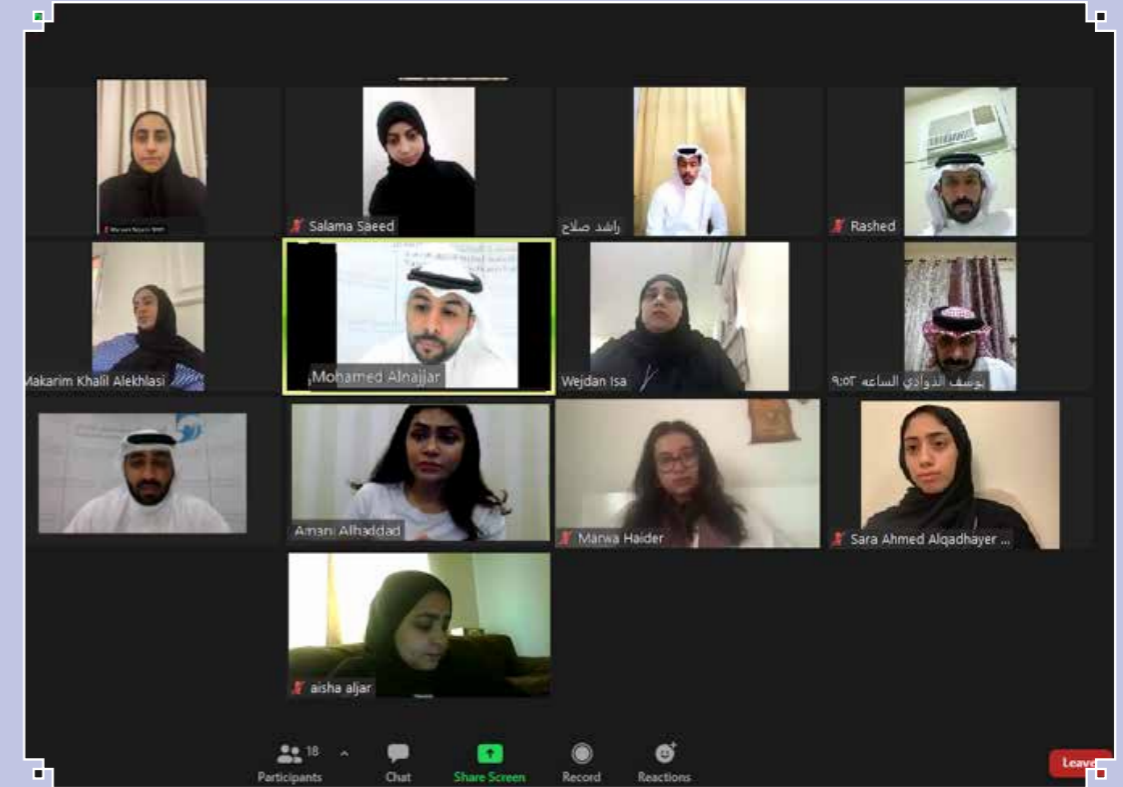 Salama Saeed
راشد صلاح
Rashed
Makarim Khalil Alekhlasi
Mohamed Alnajjar
Wejdan Isa
يوسف الذوادي الساعه ٩:٥٢
Amani Alhaddad
Marwa Haider
Sara Ahmed Alqadhayer ...
aisha aljar
18
Participants
Chat
Share Screen
Record
Reactions
Leave